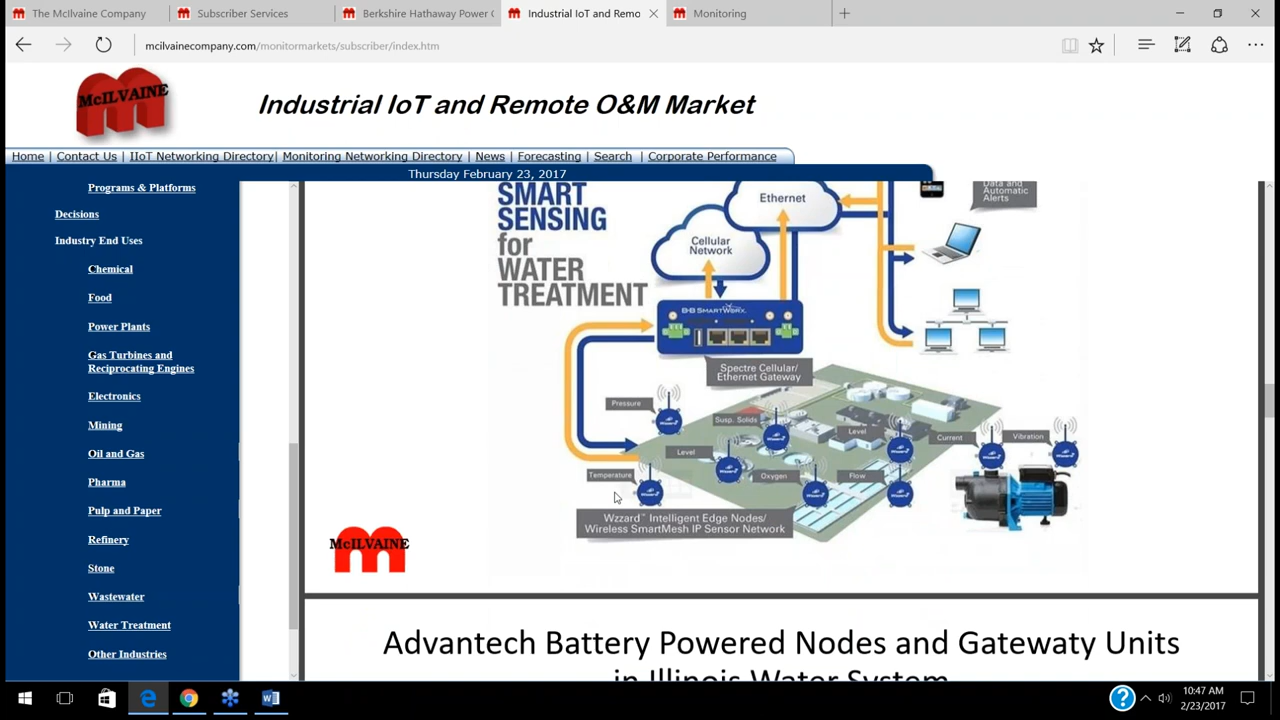 The McIlvaine Company
Subscriber Services
Berkshire Hathaway Power C
Industrial IoT and Remo
Monitoring
mcilvainecompany.com/monitormarkets/subscriber/index.htm
McILVAINE
Industrial IoT and Remote O&M Market
Home | Contact Us | IIoT Networking Directory | Monitoring Networking Directory | News | Forecasting | Search | Corporate Performance
Thursday February 23, 2017
Programs & Platforms
Decisions
Industry End Uses
Chemical
Food
Power Plants
Gas Turbines and
Reciprocating Engines
Electronics
Mining
Oil and Gas
Pharma
Pulp and Paper
Refinery
Stone
Wastewater
Water Treatment
Other Industries
SMART
SENSING
for
WATER
TREATMENT
Ethernet
Cellular
Network
Data and
Automatic
Alerts
B+B SMARTWORX
Spectre Cellular/
Ethernet Gateway
Pressure
Susp. Solids
Level
Level
Current
Vibration
Temperature
Oxygen
Flow
Wzzard™ Intelligent Edge Nodes/
Wireless SmartMesh IP Sensor Network
McILVAINE
Advantech Battery Powered Nodes and Gatewaty Units
in Illinois Water System
10:47 AM
2/23/2017